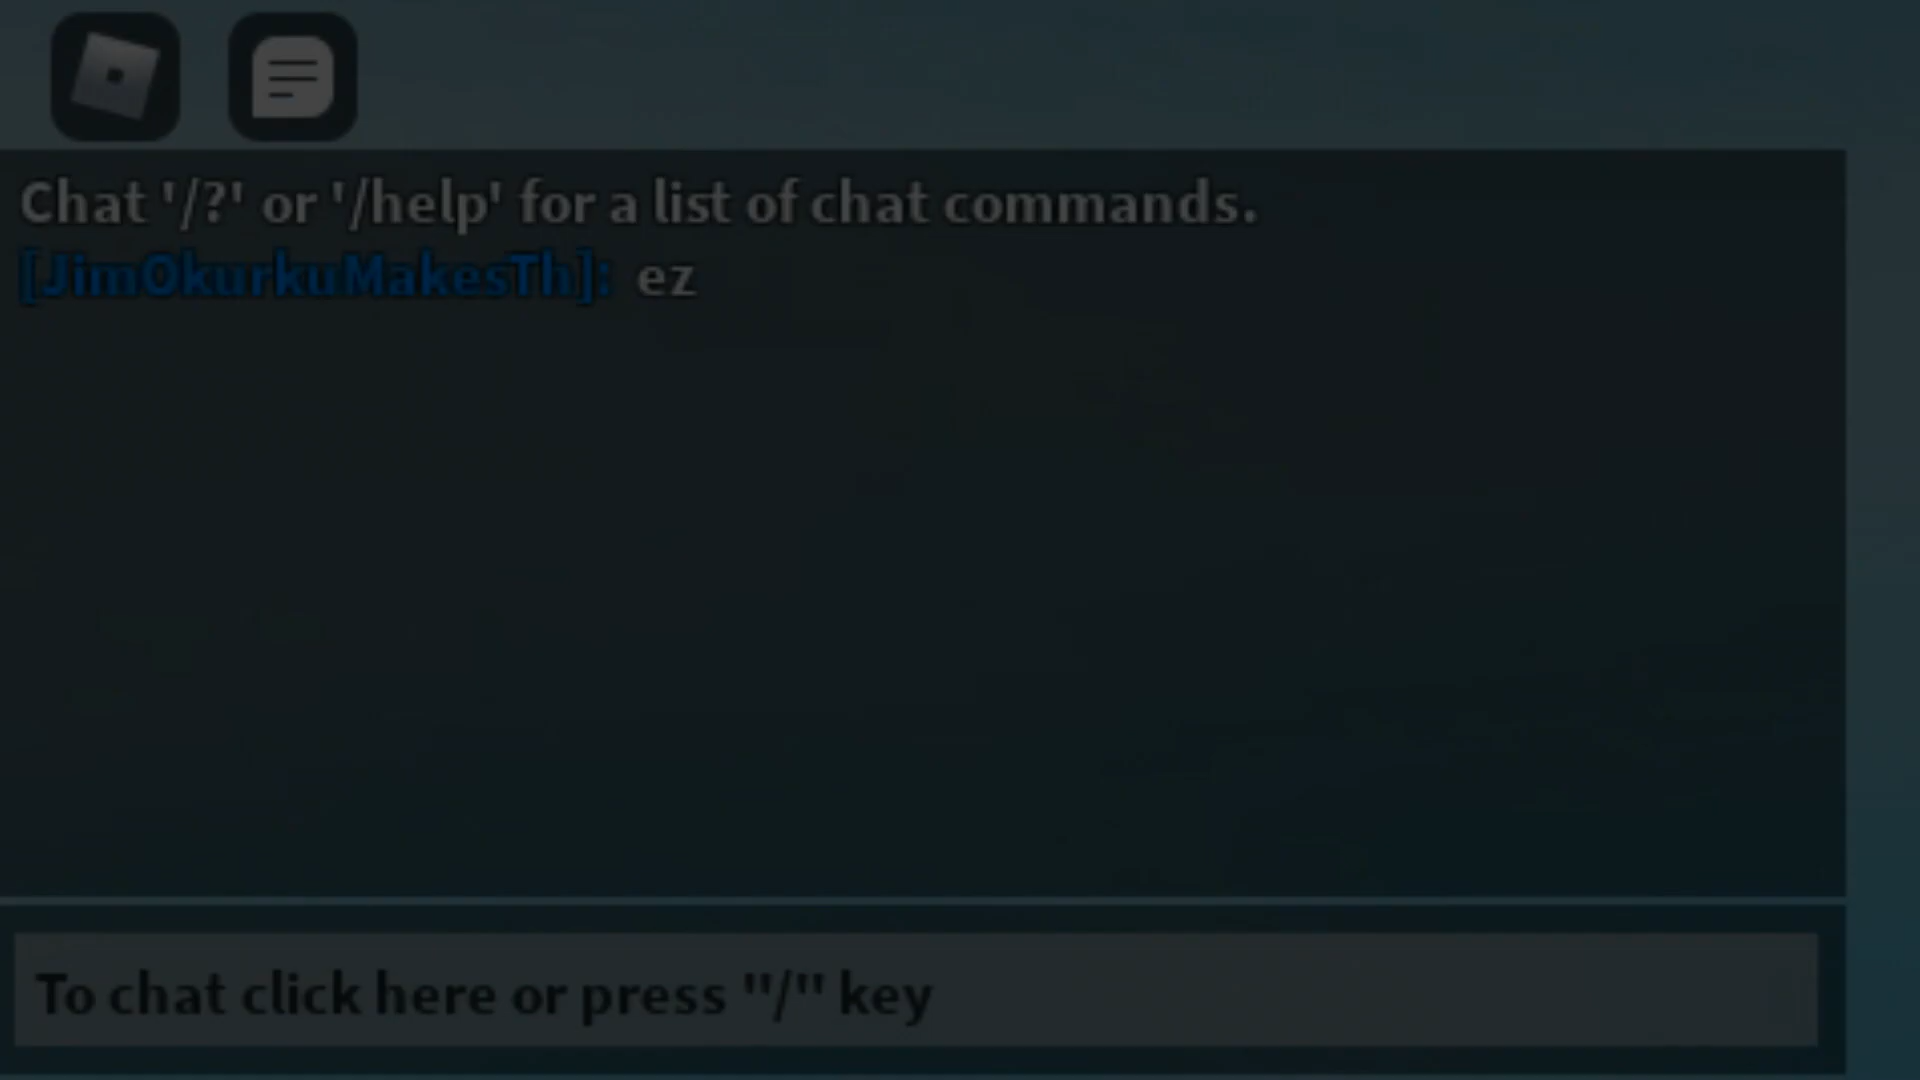 Chat '/?' or '/help' for a list of chat commands.
[JimOkurkuMakesTh]: ez
To chat click here or press "/" key